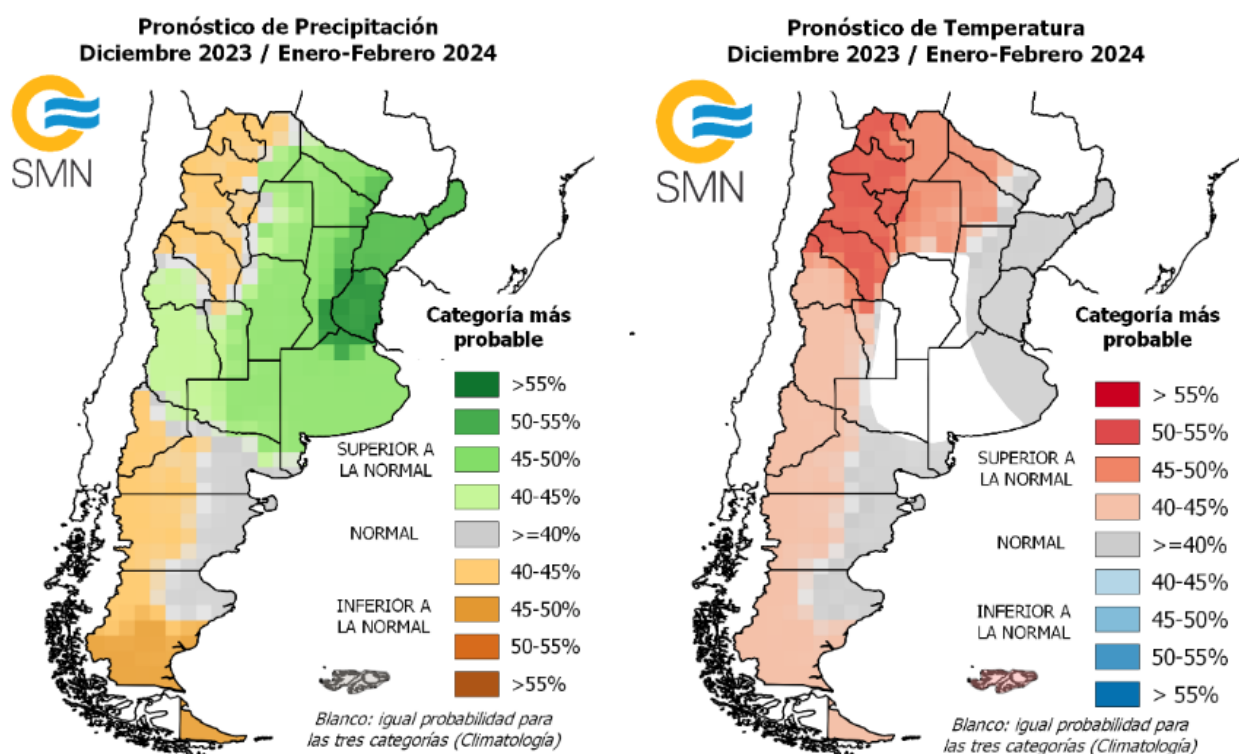 Pronóstico de Precipitación
Diciembre 2023 / Enero-Febrero 2024
SMN
Categoría más
probable
SUPERIOR A
LA NORMAL
NORMAL
INFERIOR A
LA NORMAL
>55%
50-55%
45-50%
40-45%
>=40%
40-45%
45-50%
50-55%
>55%
Blanco: igual probabilidad para
las tres categorías (Climatología)
Pronóstico de Temperatura
Diciembre 2023 / Enero-Febrero 2024
SMN
Categoría más
probable
SUPERIOR A
LA NORMAL
NORMAL
INFERIOR A
LA NORMAL
> 55%
50-55%
45-50%
40-45%
>=40%
40-45%
45-50%
50-55%
> 55%
Blanco: igual probabilidad para
las tres categorías (Climatología)